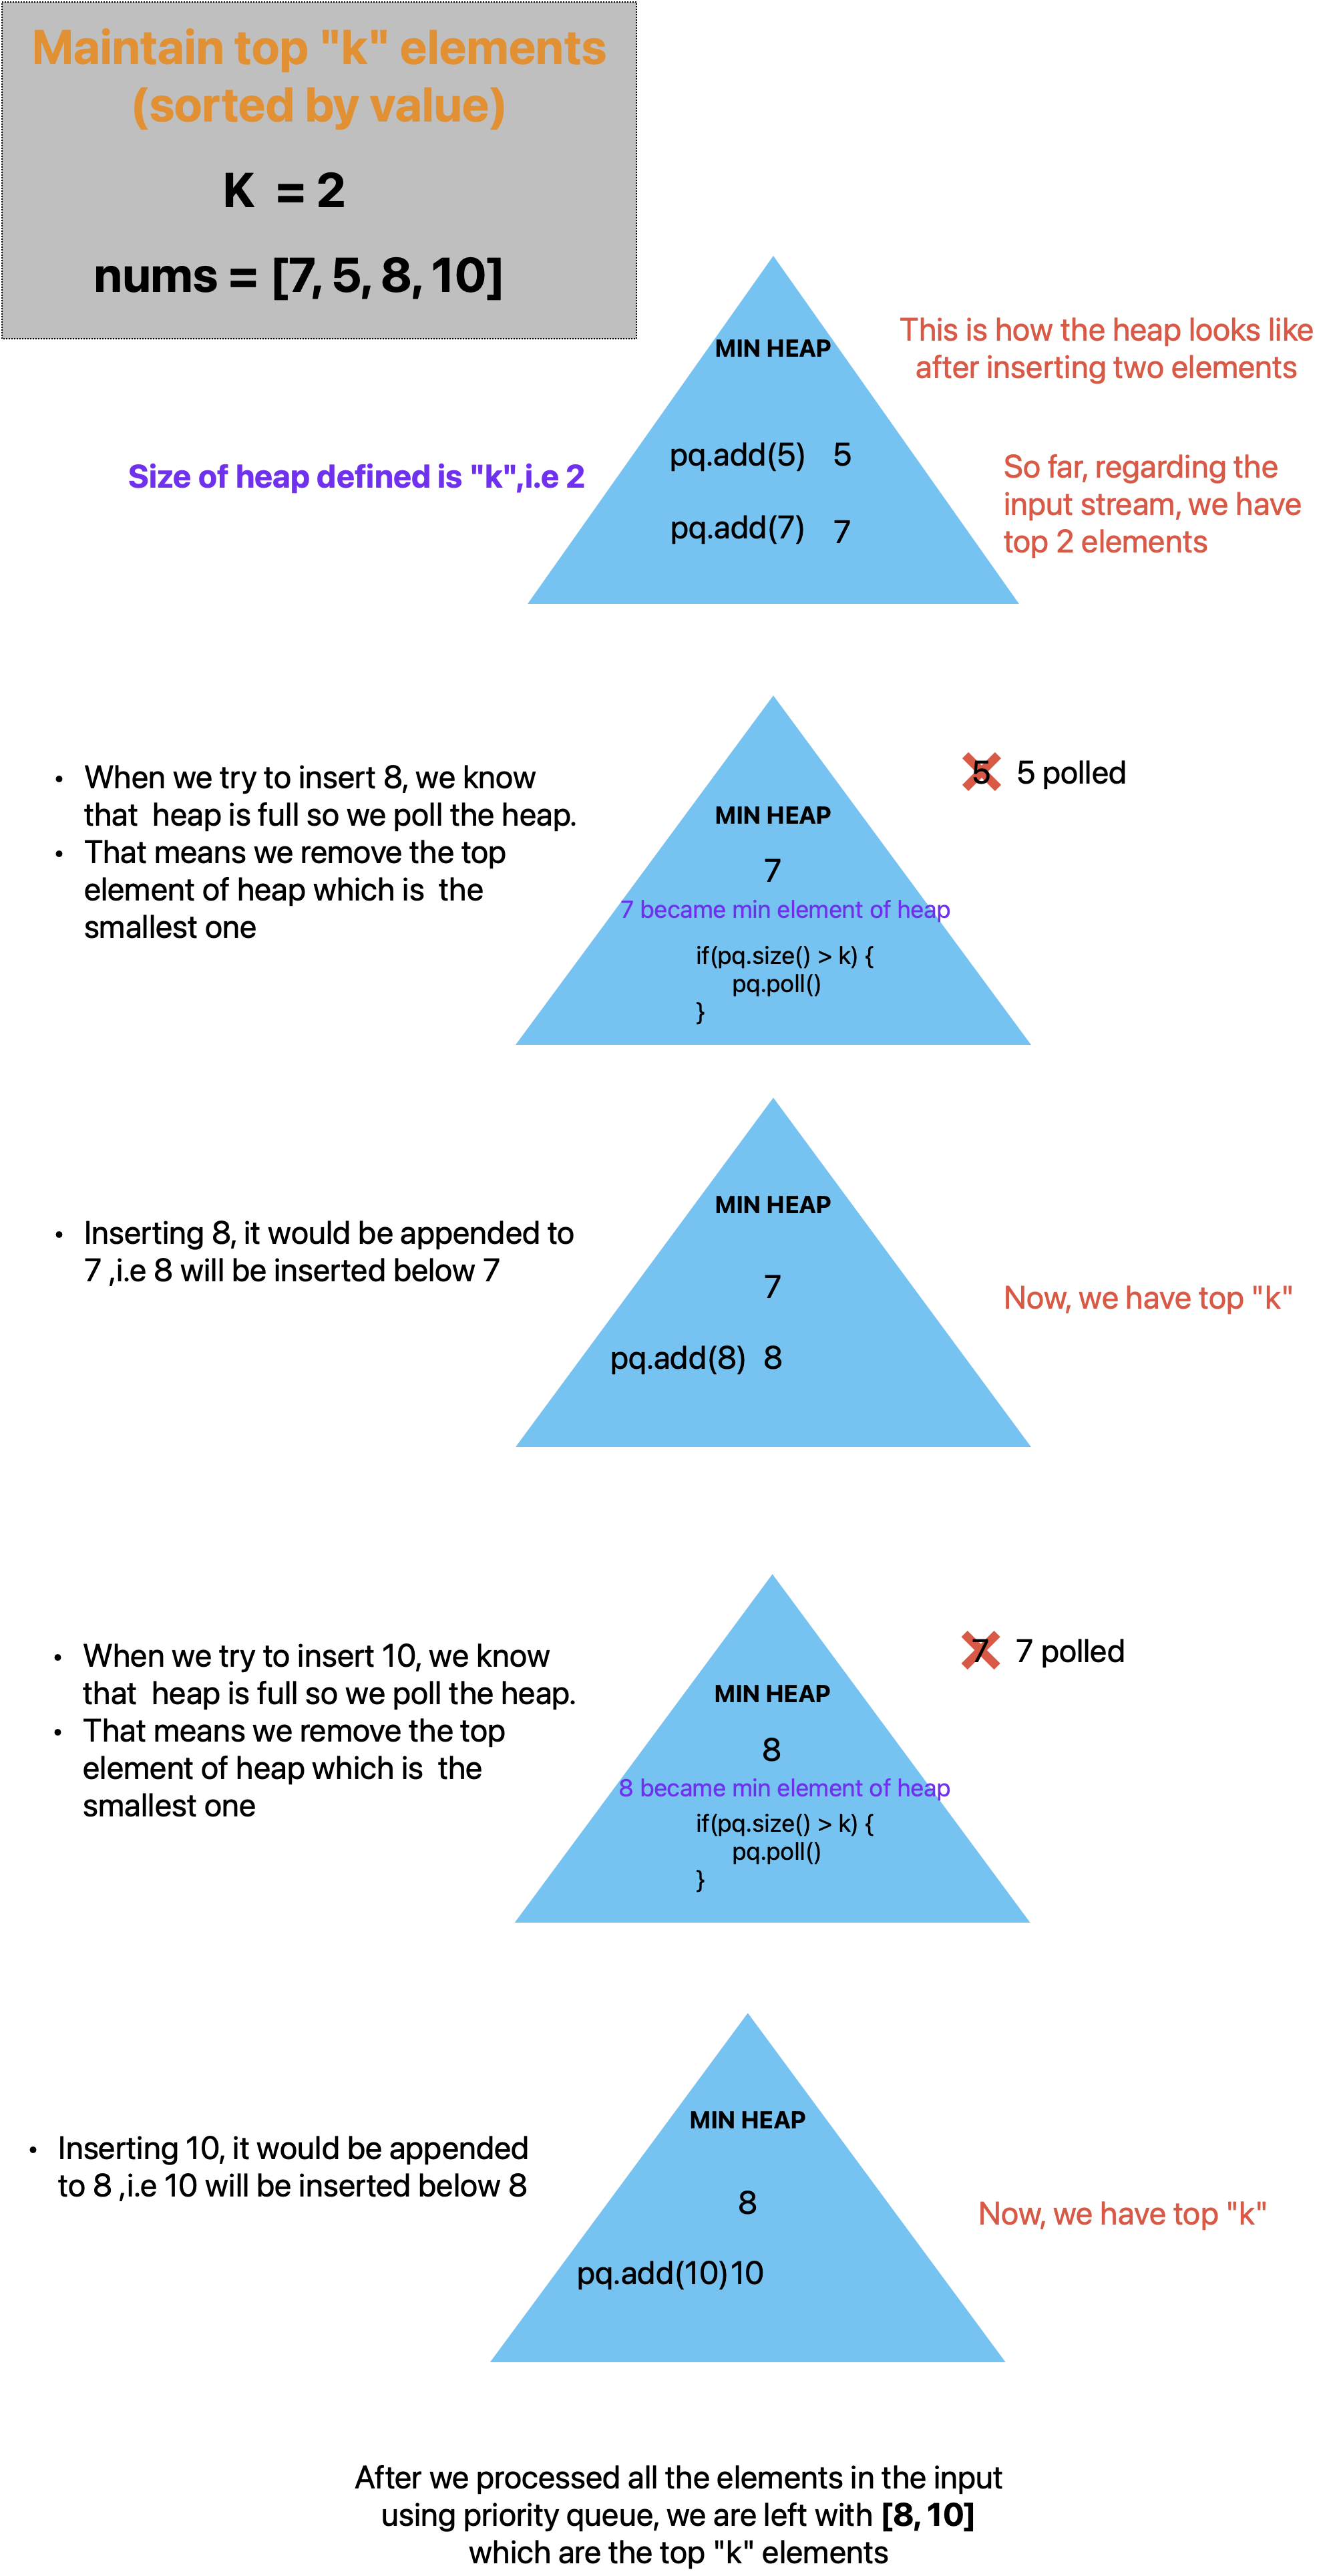 Maintain top "k" elements
(sorted by value)
K = 2
nums = [7, 5, 8, 10]
MIN HEAP
This is how the heap looks like
after inserting two elements
Size of heap defined is "k",i.e 2
pq.add(5) 5
pq.add(7) 7
So far, regarding the
input stream, we have
top 2 elements
• When we try to insert 8, we know
that heap is full so we poll the heap.
• That means we remove the top
element of heap which is the
smallest one
MIN HEAP
7
7 became min element of heap
if(pq.size() > k) {
pq.poll()
}
5 5 polled
• Inserting 8, it would be appended to
7 ,i.e 8 will be inserted below 7
MIN HEAP
7
pq.add(8) 8
Now, we have top "k"
• When we try to insert 10, we know
that heap is full so we poll the heap.
• That means we remove the top
element of heap which is the
smallest one
MIN HEAP
8
8 became min element of heap
if(pq.size() > k) {
pq.poll()
}
7 7 polled
• Inserting 10, it would be appended
to 8 ,i.e 10 will be inserted below 8
MIN HEAP
8
pq.add(10) 10
Now, we have top "k"
After we processed all the elements in the input
using priority queue, we are left with [8, 10]
which are the top "k" elements